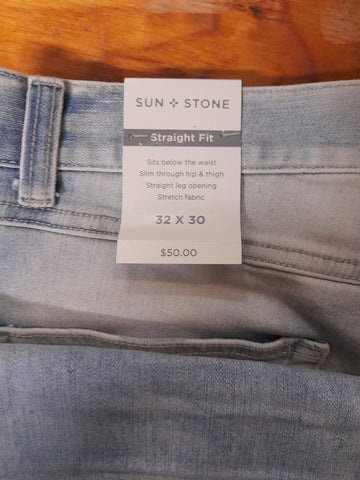 SUN + STONE
Straight Fit
Sits below the waist
Slim through hip & thigh
Straight leg opening
Stretch fabric
32 X 30
$50.00